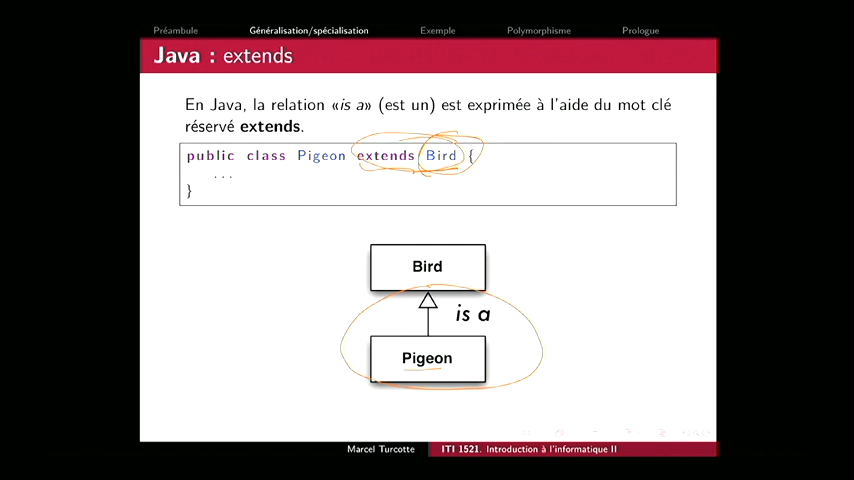 Préambule Généralisation/spécialisation Exemple Polymorphisme Prologue
Java : extends
En Java, la relation «is a» (est un) est exprimée à l'aide du mot clé
réservé extends.
public class Pigeon extends Bird {
...
}
Bird
is a
Pigeon
Marcel Turcotte ITI 1521. Introduction à l'informatique II